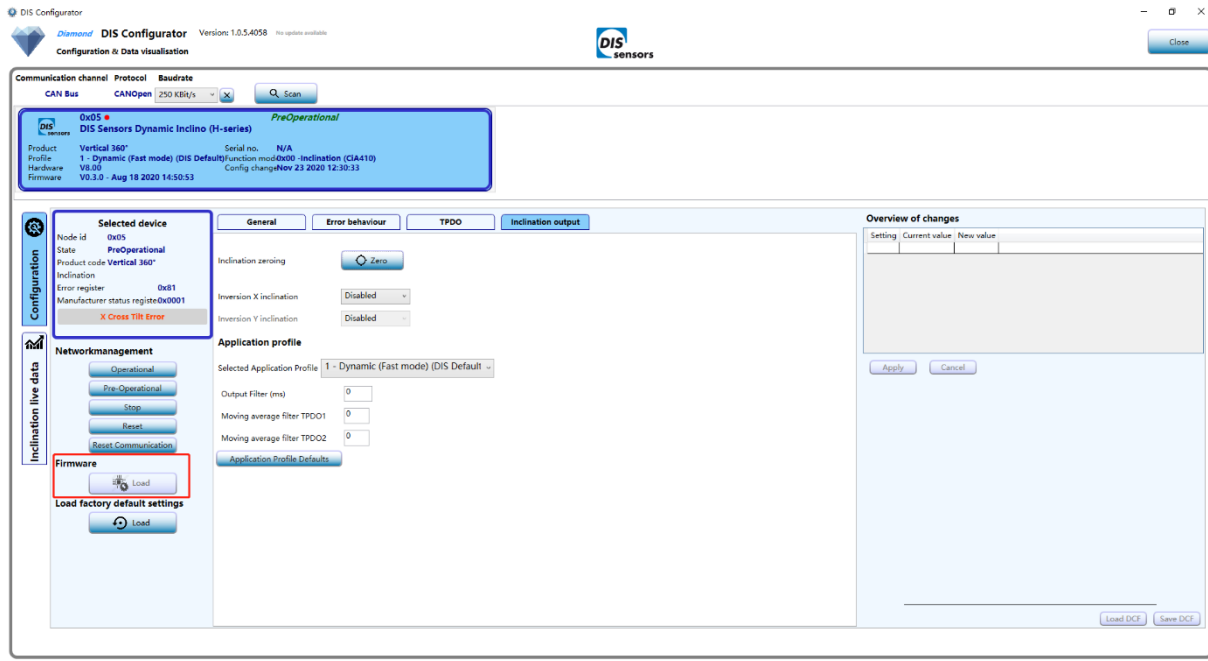 DIS Configurator
Diamond DIS Configurator Version: 1.0.5.4058 No update available
Configuration & Data visualisation
DIS sensors
Close
Communication channel Protocol Baudrate
CAN Bus CANOpen 250 KBit/s Scan
0x05 PreOperational
DIS sensors
DIS Sensors Dynamic Inclino (H-series)
Product Vertical 360° Serial no. N/A
Profile 1 - Dynamic (Fast mode) (DIS Default) Function mod 0x00 -Inclination (CiA410)
Hardware V8.00 Config change Nov 23 2020 12:30:33
Firmware V0.3.0 - Aug 18 2020 14:50:53
Configuration
Inclination live data
Selected device
Node id 0x05
State PreOperational
Product code Vertical 360°
Inclination
Error register 0x81
Manufacturer status registe 0x0001
X Cross Tilt Error
Networkmanagement
Operational
Pre-Operational
Stop
Reset
Reset Communication
Firmware
Load
Load factory default settings
Load
General Error behaviour TPDO Inclination output
Inclination zeroing Zero
Inversion X inclination Disabled
Inversion Y inclination Disabled
Application profile
Selected Application Profile 1 - Dynamic (Fast mode) (DIS Default
Output Filter (ms) 0
Moving average filter TPDO1 0
Moving average filter TPDO2 0
Application Profile Defaults
Overview of changes
Setting Current value New value
Apply Cancel
Load DCF Save DCF